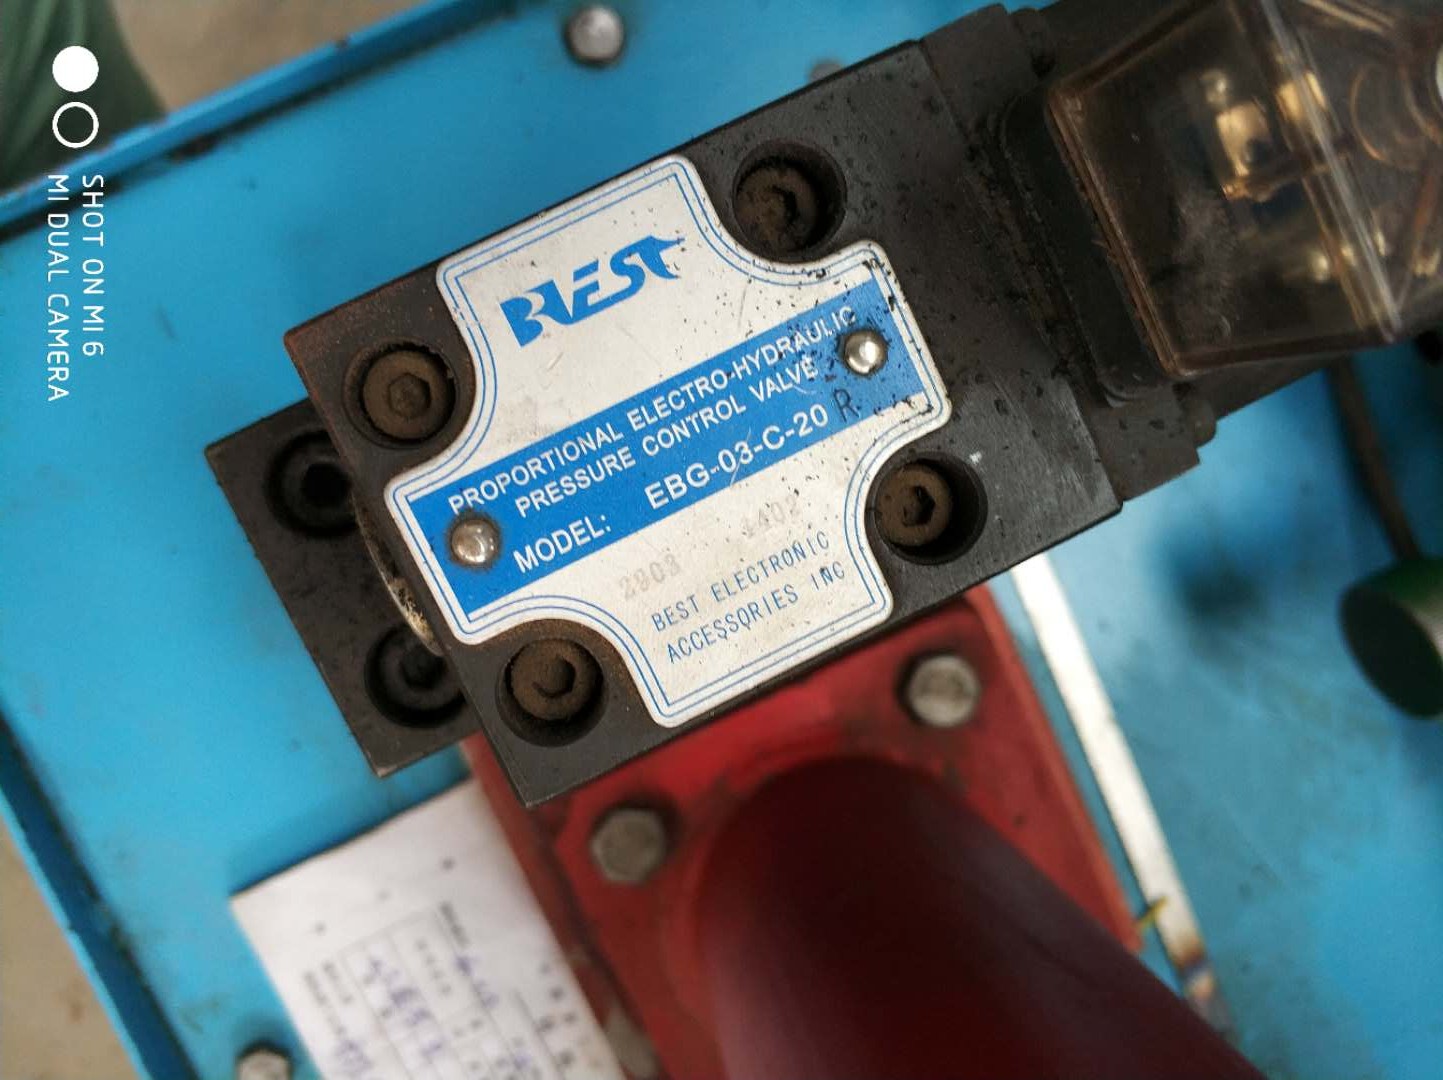 SHOT ON MI 6
MI DUAL CAMERA
BEST
PROPORTIONAL ELECTRO-HYDRAULIC
PRESSURE CONTROL VALVE
MODEL: EBG-03-C-20 R
1402
BEST ELECTRONIC
ACCESSORIES INC